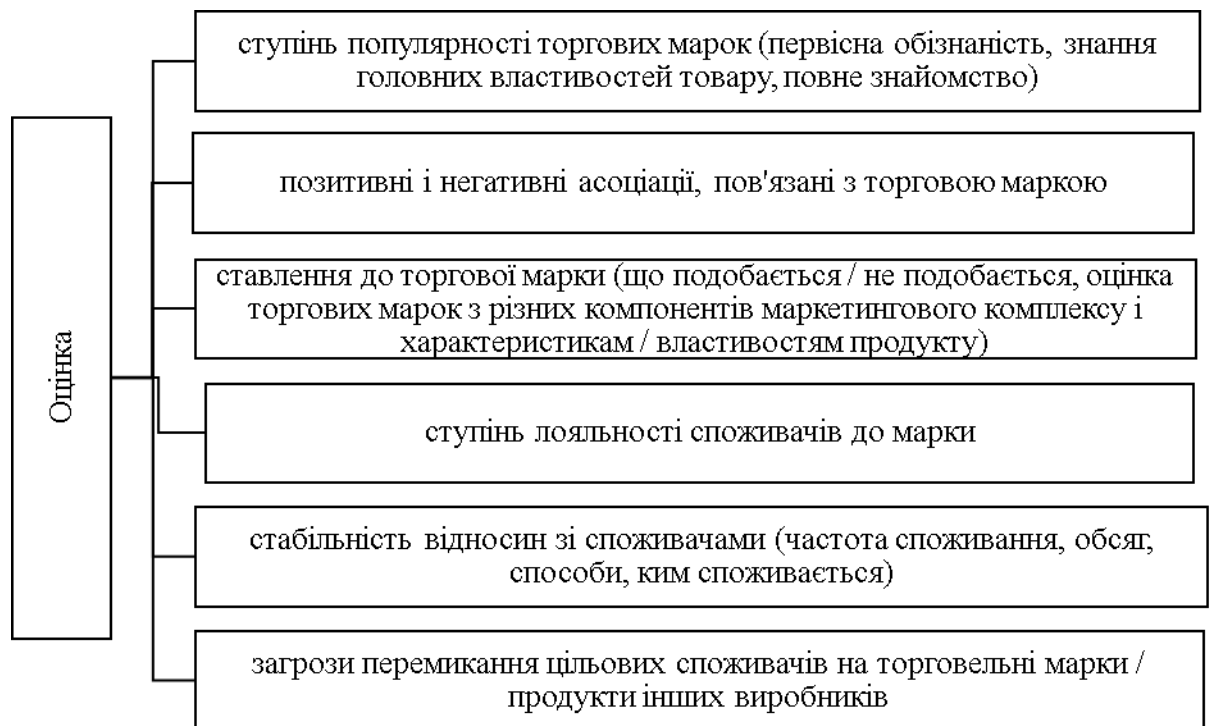 Оцінка
ступінь популярності торгових марок (первісна обізнаність, знання
головних властивостей товару, повне знайомство)
позитивні і негативні асоціації, пов'язані з торговою маркою
ставлення до торгової марки (що подобається / не подобається, оцінка
торгових марок з різних компонентів маркетингового комплексу і
характеристикам / властивостям продукту)
ступінь лояльності споживачів до марки
стабільність відносин зі споживачами (частота споживання, обсяг,
способи, ким споживається)
загрози перемикання цільових споживачів на торговельні марки /
продукти інших виробників